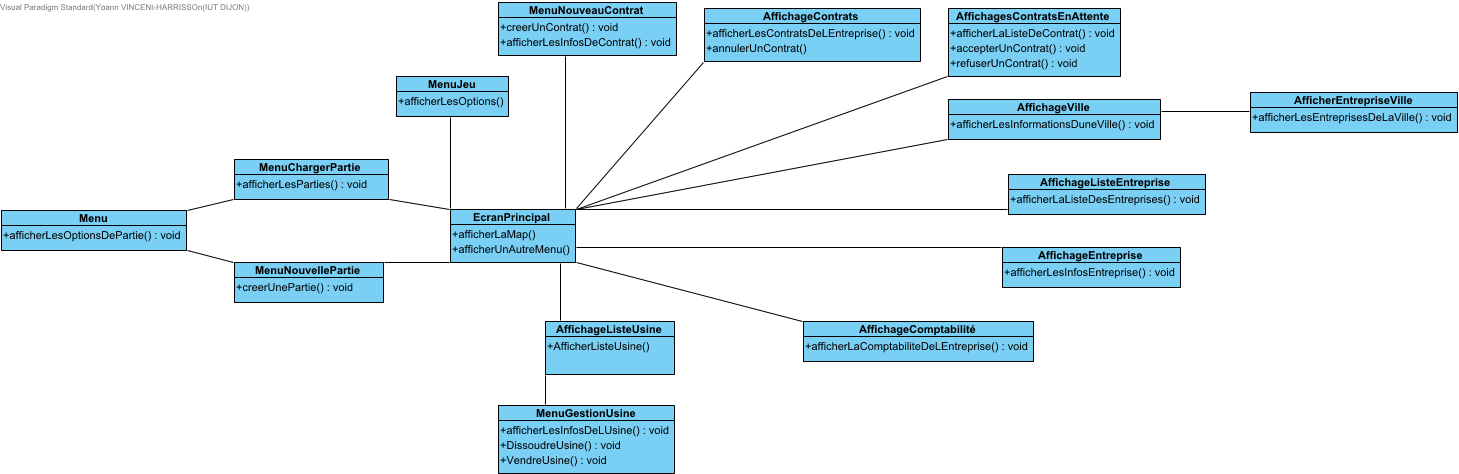 Visual Paradigm Standard(Yoann VINCENt-HARRISSOn(IUT DIJON))
MenuNouveauContrat
+creerUnContrat() : void
+afficherLesInfosDeContrat() : void
AffichageContrats
+afficherLesContratsDeLEntreprise() : void
+annulerUnContrat()
AffichagesContratsEnAttente
+afficherLaListeDeContrat() : void
+accepterUnContrat() : void
+refuserUnContrat() : void
MenuJeu
+afficherLesOptions()
AffichageVille
+afficherLesInformationsDuneVille() : void
AfficherEntrepriseVille
+afficherLesEntreprisesDeLaVille() : void
MenuChargerPartie
+afficherLesParties() : void
AffichageListeEntreprise
+afficherLaListeDesEntreprises() : void
Menu
+afficherLesOptionsDePartie() : void
EcranPrincipal
+afficherLaMap()
+afficherUnAutreMenu()
AffichageEntreprise
+afficherLesInfosEntreprise() : void
MenuNouvellePartie
+creerUnePartie() : void
AffichageListeUsine
+AfficherListeUsine()
AffichageComptabilité
+afficherLaComptabiliteDeLEntreprise() : void
MenuGestionUsine
+afficherLesInfosDeLUsine() : void
+DissoudreUsine() : void
+VendreUsine() : void